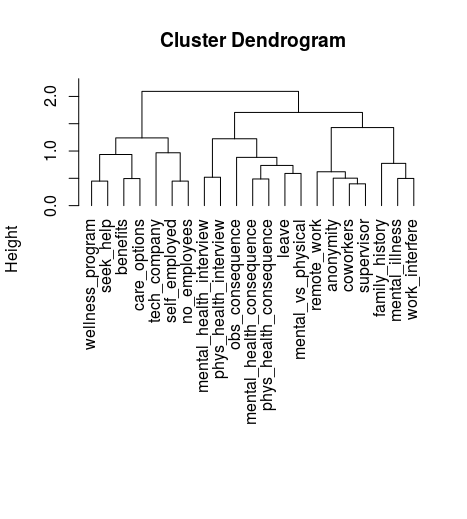 Cluster Dendrogram
Height
2.0
1.0
0.0
wellness_program
seek_help
benefits
care_options
tech_company
self_employed
no_employees
mental_health_interview
phys_health_interview
obs_consequence
mental_health_consequence
phys_health_consequence
leave
mental_vs_physical
remote_work
anonymity
coworkers
supervisor
family_history
mental_illness
work_interfere